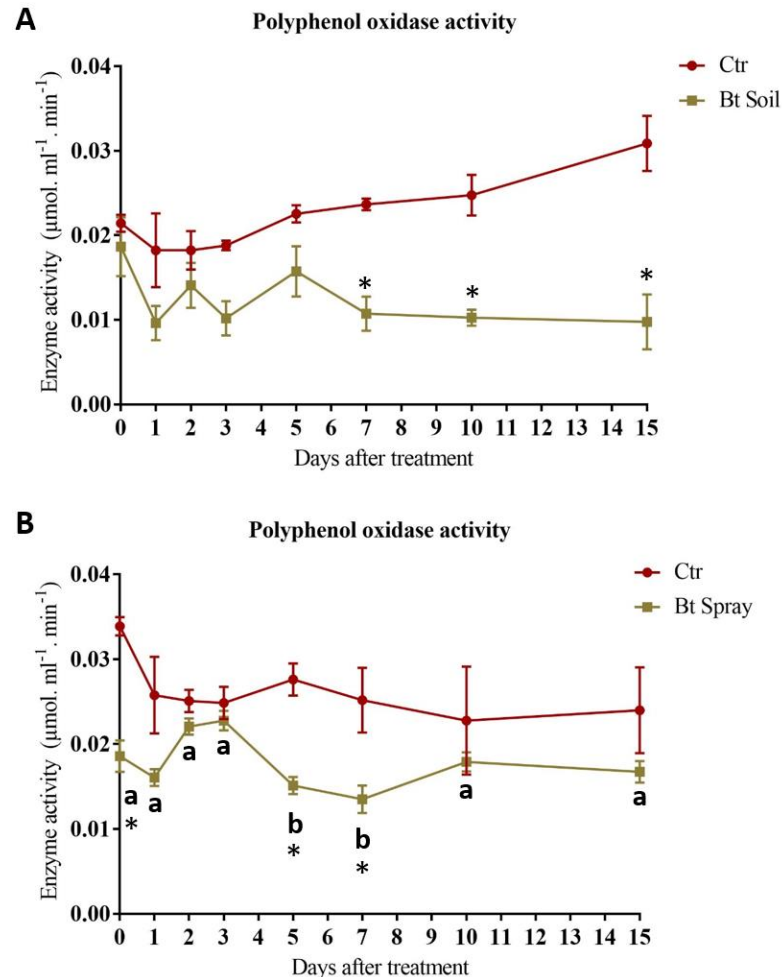 A
Polyphenol oxidase activity
Ctr
Bt Soil
Enzyme activity (µmol. ml⁻¹. min⁻¹)
0.04
0.03
0.02
0.01
0.00
* * *
0 1 2 3 4 5 6 7 8 9 10 11 12 13 14 15
Days after treatment
B
Polyphenol oxidase activity
Ctr
Bt Spray
Enzyme activity (µmol. ml⁻¹. min⁻¹)
0.04
0.03
0.02
0.01
0.00
a a a a b b a a
* * *
0 1 2 3 4 5 6 7 8 9 10 11 12 13 14 15
Days after treatment